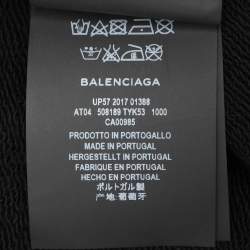 BALENCIAGA
UP57 2017 01388
AT04 508189 TYK53 1000
CA00985
PRODOTTO IN PORTOGALLO
MADE IN PORTUGAL
HERGESTELLT IN PORTUGAL
FABRIQUÉ EN PORTUGAL
HECHO EN PORTUGAL
ポルトガル製
产地:葡萄牙